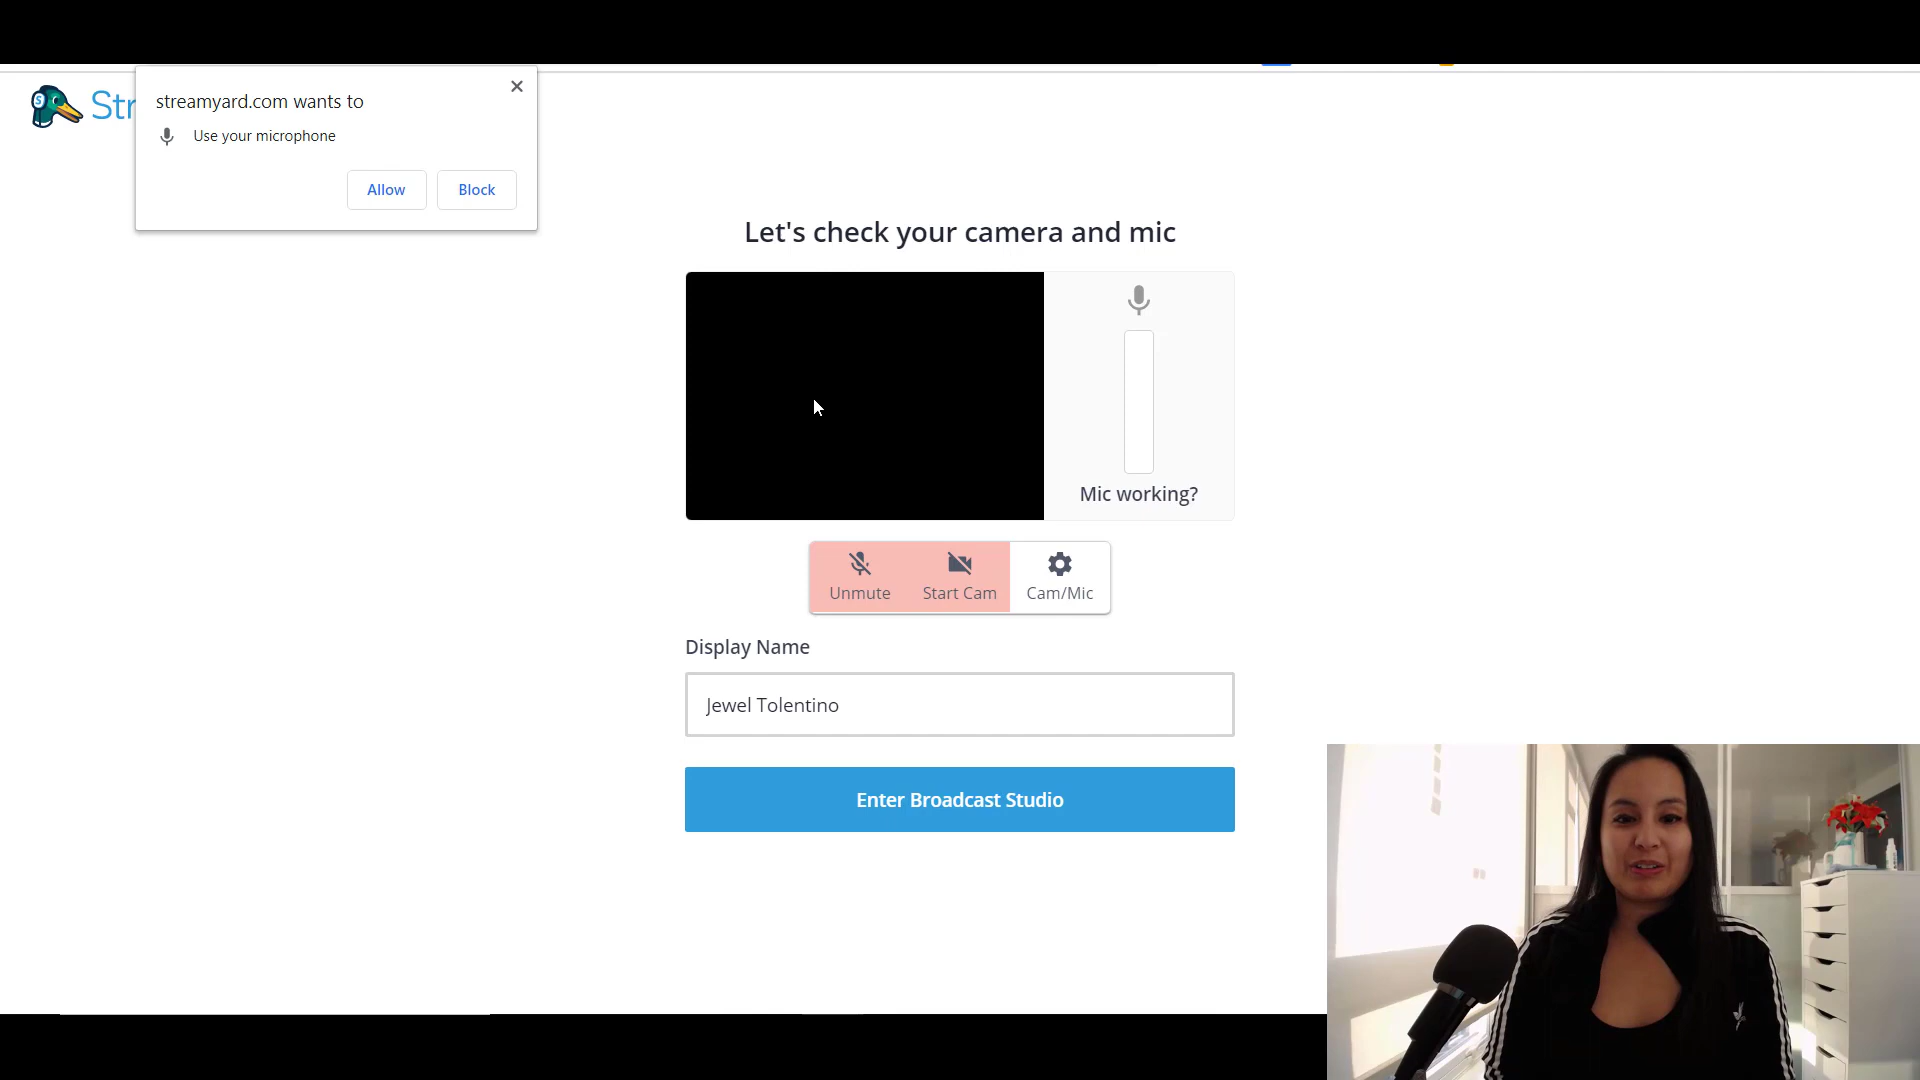 Str
streamyard.com wants to
Use your microphone
Allow
Block
Let's check your camera and mic
Mic working?
Unmute
Start Cam
Cam/Mic
Display Name
Jewel Tolentino
Enter Broadcast Studio